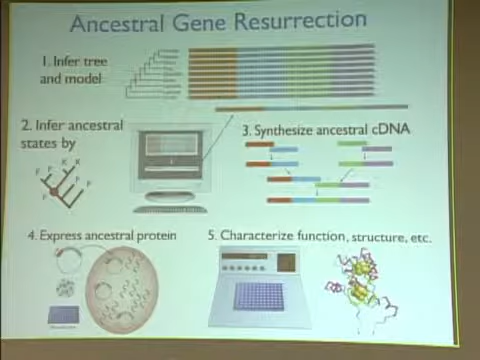 Ancestral Gene Resurrection
1. Infer tree
and model
2. Infer ancestral
states by
3. Synthesize ancestral cDNA
4. Express ancestral protein
5. Characterize function, structure, etc.